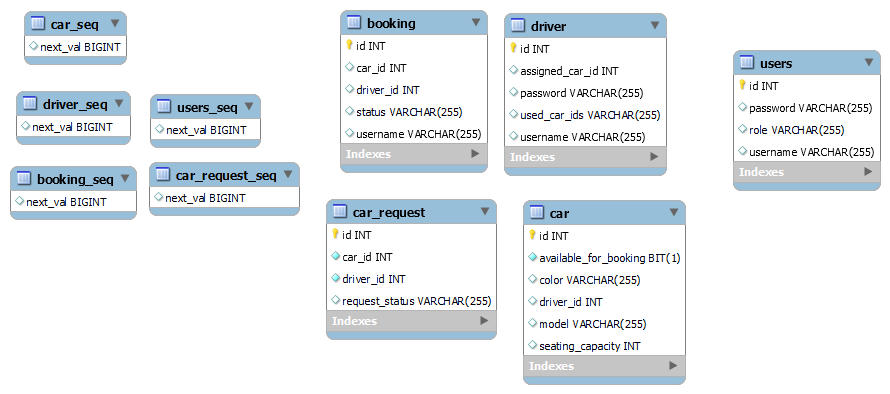 car_seq
next_val BIGINT
driver_seq
next_val BIGINT
users_seq
next_val BIGINT
booking_seq
next_val BIGINT
car_request_seq
next_val BIGINT
booking
id INT
car_id INT
driver_id INT
status VARCHAR(255)
username VARCHAR(255)
Indexes
driver
id INT
assigned_car_id INT
password VARCHAR(255)
used_car_ids VARCHAR(255)
username VARCHAR(255)
Indexes
users
id INT
password VARCHAR(255)
role VARCHAR(255)
username VARCHAR(255)
Indexes
car_request
id INT
car_id INT
driver_id INT
request_status VARCHAR(255)
Indexes
car
id INT
available_for_booking BIT(1)
color VARCHAR(255)
driver_id INT
model VARCHAR(255)
seating_capacity INT
Indexes